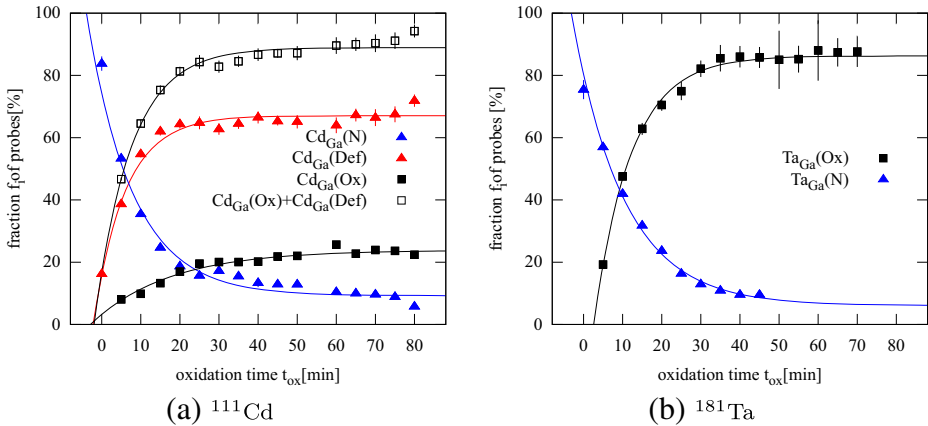 100
80
60
40
20
0
fraction f_i of probes [%]
Cd_Ga(N)
Cd_Ga(Def)
Cd_Ga(Ox)
Cd_Ga(Ox)+Cd_Ga(Def)
0 10 20 30 40 50 60 70 80
oxidation time t_ox[min]
(a) ¹¹¹Cd
100
80
60
40
20
0
fraction f_i of probes [%]
Ta_Ga(Ox)
Ta_Ga(N)
0 10 20 30 40 50 60 70 80
oxidation time t_ox[min]
(b) ¹⁸¹Ta